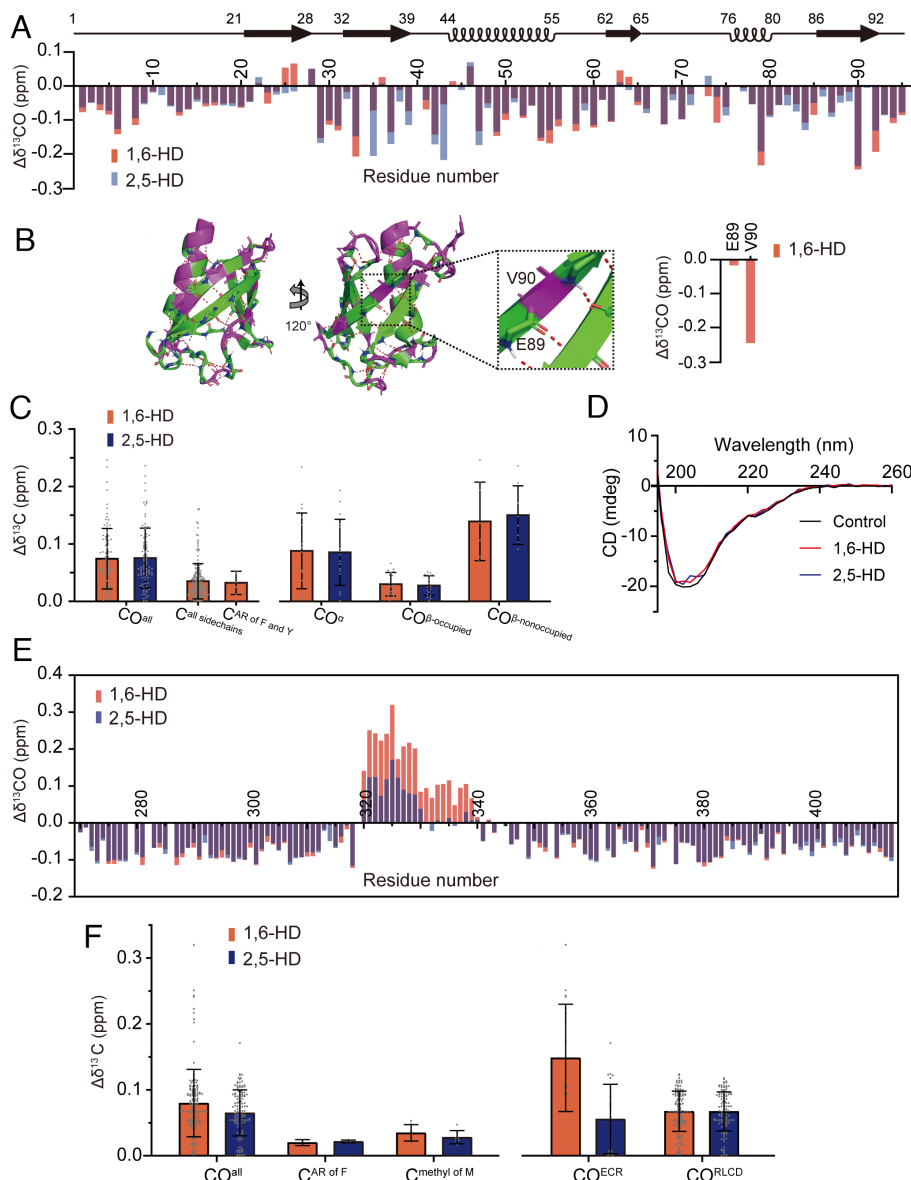 A
1 21 28 32 39 44 55 62 65 76 80 86 92
Δδ¹³CO (ppm)
0.1
0.0
-0.1
-0.2
-0.3
10 20 30 40 50 60 70 80 90
1,6-HD
2,5-HD
Residue number
B
120°
V90
E89
E89
V90
1,6-HD
Δδ¹³CO (ppm)
0.0
-0.1
-0.2
-0.3
C
1,6-HD
2,5-HD
Δδ¹³C (ppm)
0.3
0.2
0.1
0.0
CO^all C^all sidechains C^AR of F and Y CO^α CO^β-occupied CO^β-nonoccupied
D
Wavelength (nm)
CD (mdeg)
10
0
-10
-20
200 220 240 260
Control
1,6-HD
2,5-HD
E
1,6-HD
2,5-HD
Δδ¹³CO (ppm)
0.4
0.3
0.2
0.1
0.0
-0.1
-0.2
280 300 320 340 360 380 400
Residue number
F
1,6-HD
2,5-HD
Δδ¹³C (ppm)
0.3
0.2
0.1
0.0
CO^all C^AR of F C^methyl of M CO^ECR CO^RLCD